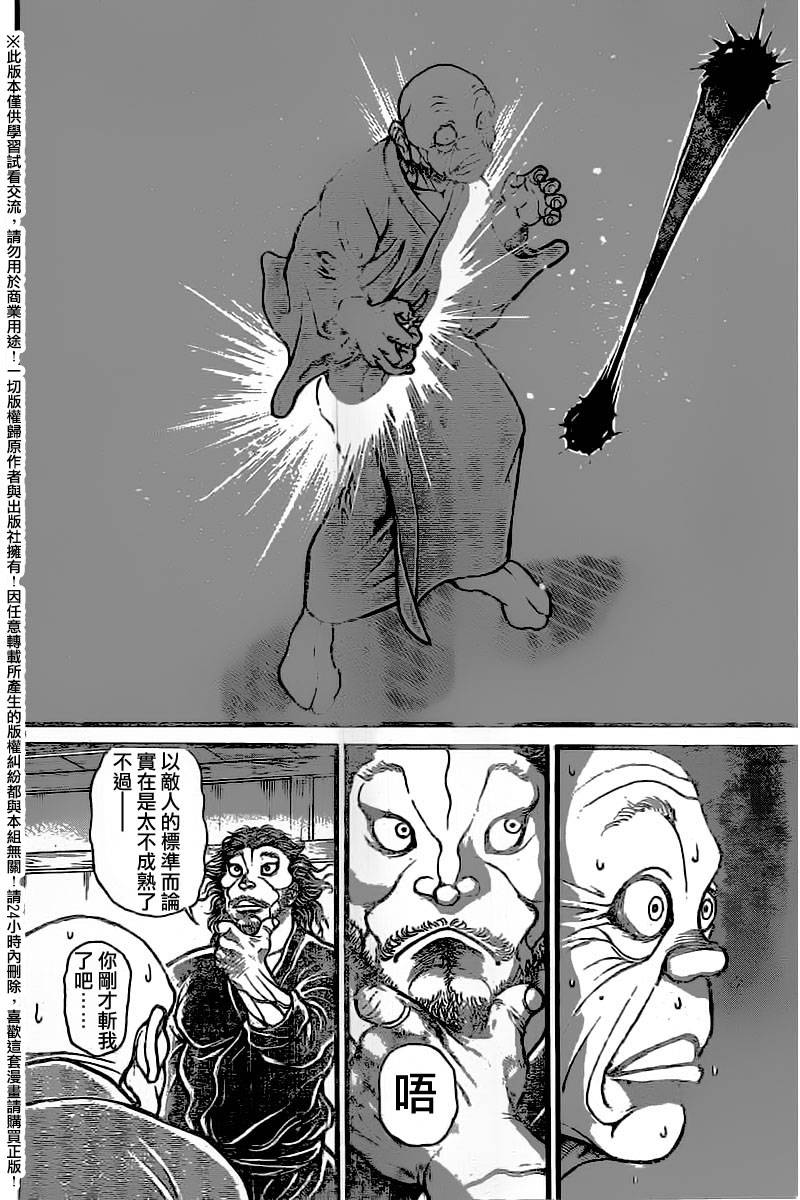 唔
以敵人的標準而論
實在是太不成熟了
不過——
你剛才斬我
了吧……
※此版本僅供學習試看交流，請勿用於商業用途！一切版權歸原作者與出版社擁有！因任意轉載所產生的版權糾紛都與本組無關！請24小時內刪除，喜歡這套漫畫請購買正版！